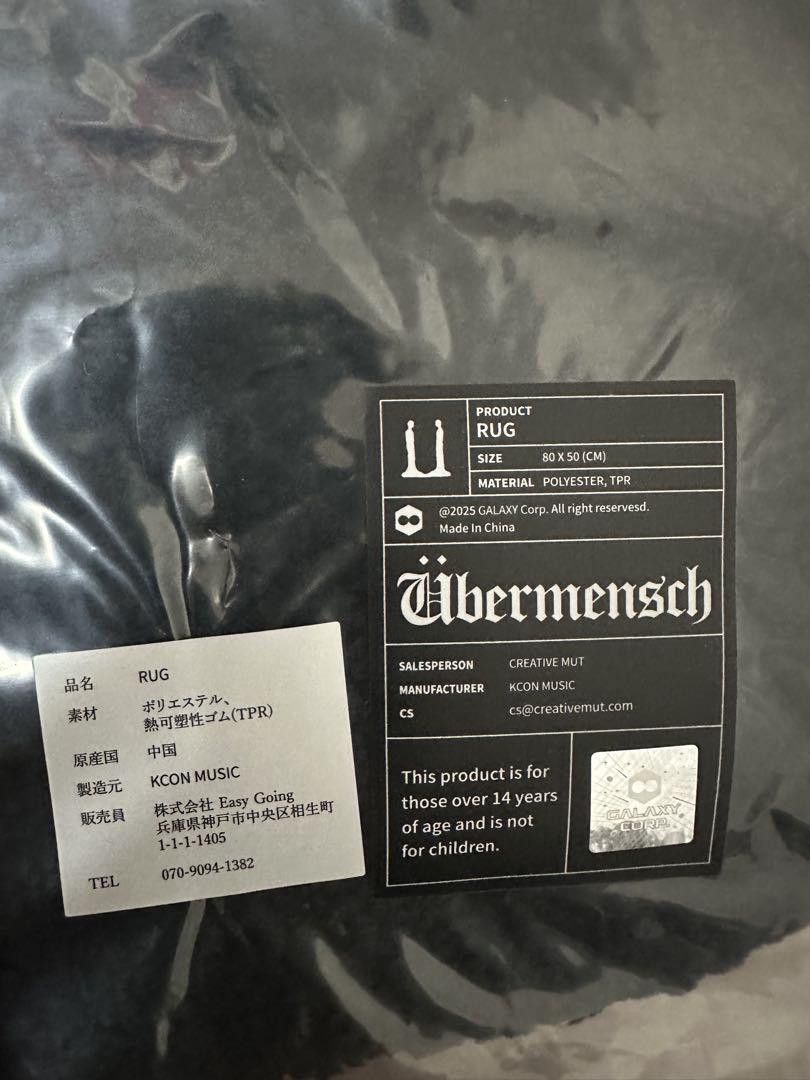 PRODUCT
RUG
SIZE 80 X 50 (CM)
MATERIAL POLYESTER, TPR
@2025 GALAXY Corp. All right reservesd.
Made In China
Übermensch
SALESPERSON CREATIVE MUT
MANUFACTURER KCON MUSIC
CS cs@creativemut.com
This product is for
those over 14 years
of age and is not
for children.
GALAXY
CORP.
品名 RUG
素材 ポリエステル、
熱可塑性ゴム(TPR)
原産国 中国
製造元 KCON MUSIC
販売員 株式会社 Easy Going
兵庫県神戸市中央区相生町
1-1-1-1405
TEL 070-9094-1382